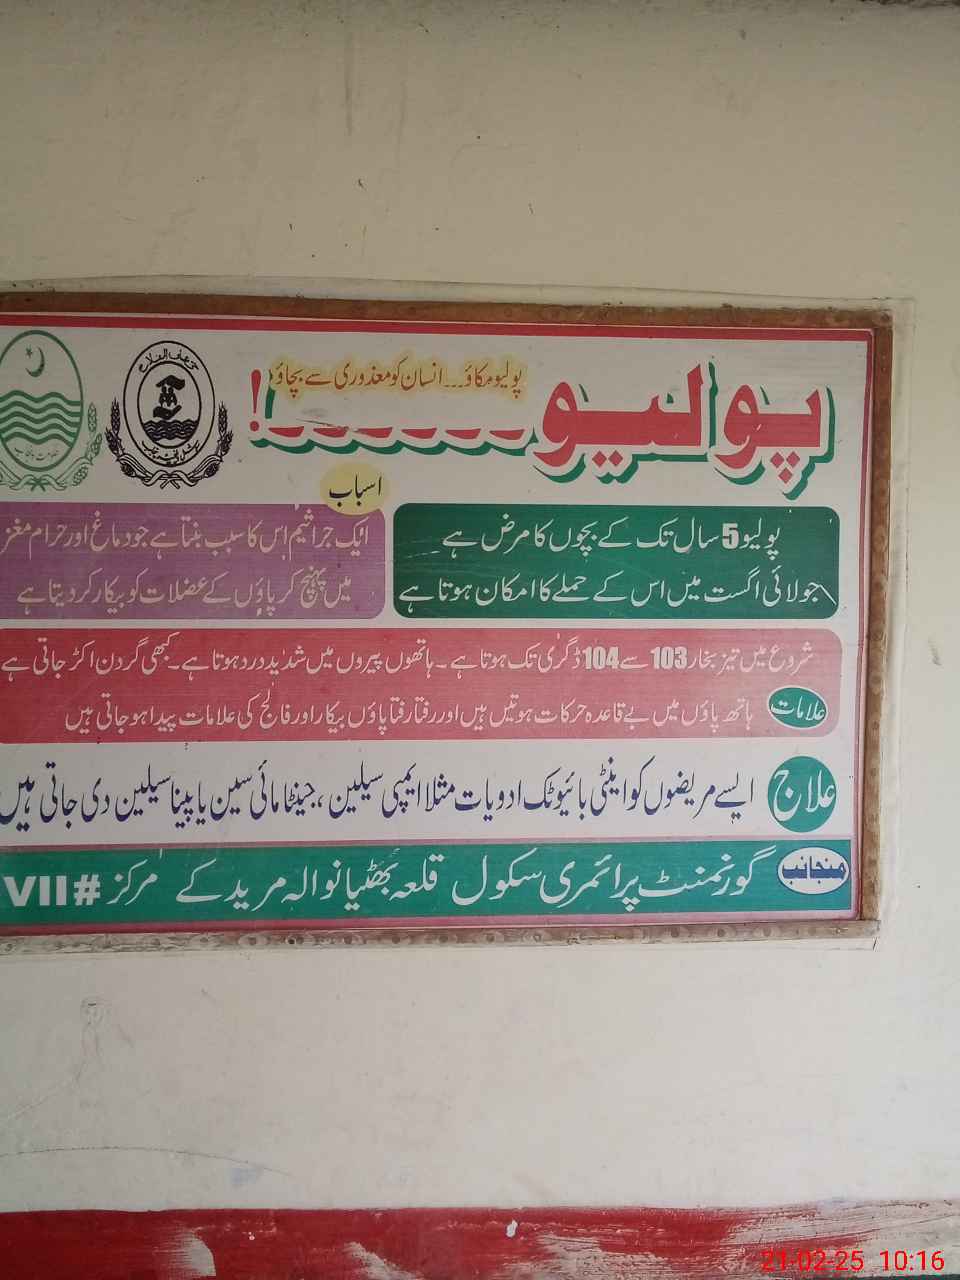 پولیو ------!
پولیو مکاؤ... انسان کو معذوری سے بچاؤ
پولیو 5 سال تک کے بچوں کا مرض ہے
جولائی اگست میں اس کے حملے کا امکان ہوتا ہے
اسباب
ایک جراثیم اس کا سبب بنتا ہے جو دماغ اور حرام مغز
میں پہنچ کر پاؤں کے عضلات کو بیکار کر دیتا ہے
شروع میں تیز بخار 103 سے 104 ڈگری تک ہوتا ہے ۔ ہاتھوں پیروں میں شدید درد ہوتا ہے ۔ کبھی گردن اکڑ جاتی ہے
علامات
ہاتھ پاؤں میں بے قاعدہ حرکات ہوتیں ہیں اور رفتا رفتا پاؤں بیکار اور فالج کی علامات پیدا ہو جاتی ہیں
علاج
ایسے مریضوں کو اینٹی بائیوٹک ادویات مثلا ایمپی سیلین ،، جینٹا مائی سین یا پینا سیلین دی جاتی ہیں
منجانب
گورنمنٹ پرائمری سکول قلعہ بھٹیانوالہ مریدکے مرکز #VII
21-02-25 10:16